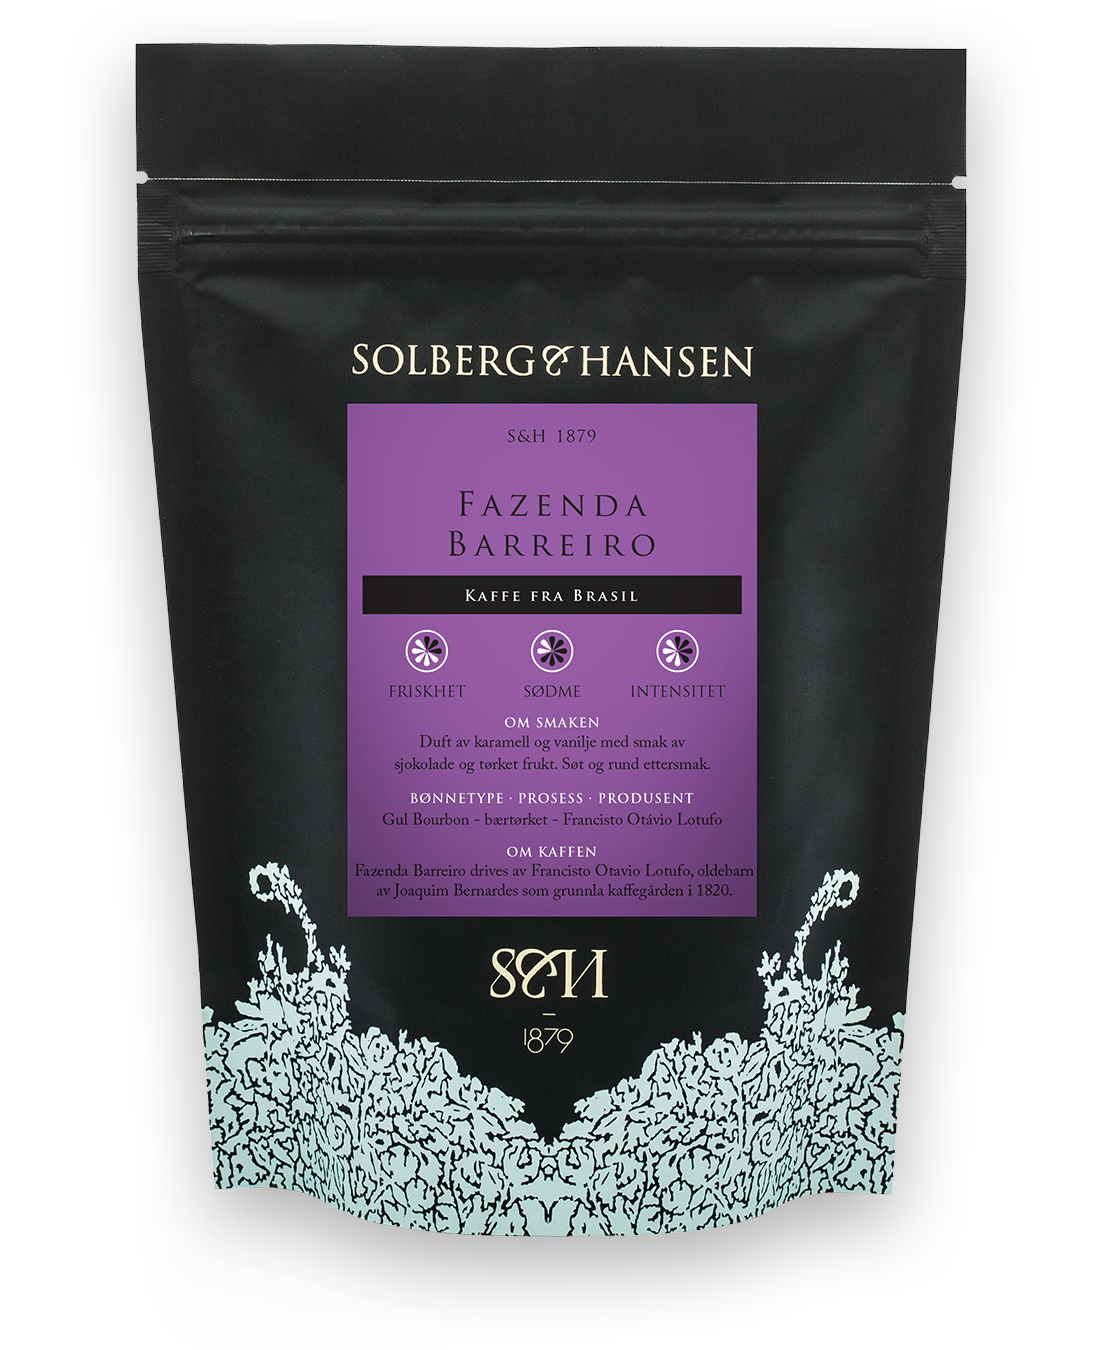 SOLBERG & HANSEN
S&H 1879
FAZENDA
BARREIRO
KAFFE FRA BRASIL
FRISKHET SØDME INTENSITET
OM SMAKEN
Duft av karamell og vanilje med smak av
sjokolade og tørket frukt. Søt og rund ettersmak.
BØNNETYPE · PROSESS · PRODUSENT
Gul Bourbon - bærtørket - Francisto Otávio Lotufo
OM KAFFEN
Fazenda Barreiro drives av Francisto Otavio Lotufo, oldebarn
av Joaquim Bernardes som grunnla kaffegården i 1820.
S&H
1879